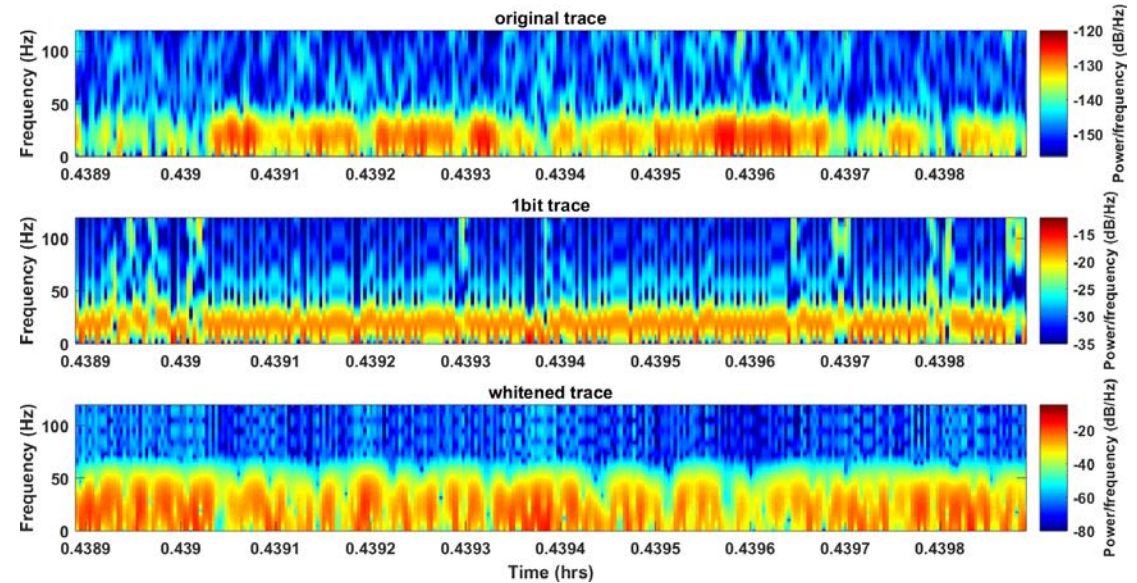 original trace
Frequency (Hz)
100
50
0
0.4389 0.439 0.4391 0.4392 0.4393 0.4394 0.4395 0.4396 0.4397 0.4398
-120
-130
-140
-150
Power/frequency (dB/Hz)
1bit trace
Frequency (Hz)
100
50
0
0.4389 0.439 0.4391 0.4392 0.4393 0.4394 0.4395 0.4396 0.4397 0.4398
-15
-20
-25
-30
-35
Power/frequency (dB/Hz)
whitened trace
Frequency (Hz)
100
50
0
0.4389 0.439 0.4391 0.4392 0.4393 0.4394 0.4395 0.4396 0.4397 0.4398
-20
-40
-60
-80
Power/frequency (dB/Hz)
Time (hrs)